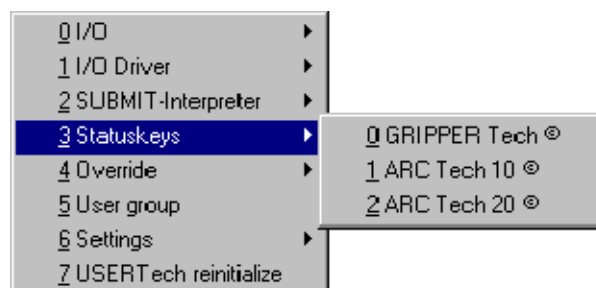 0 I/O
1 I/O Driver
2 SUBMIT-Interpreter
3 Statuskeys
4 Override
5 User group
6 Settings
7 USERTech reinitialize
0 GRIPPER Tech ©
1 ARC Tech 10 ©
2 ARC Tech 20 ©